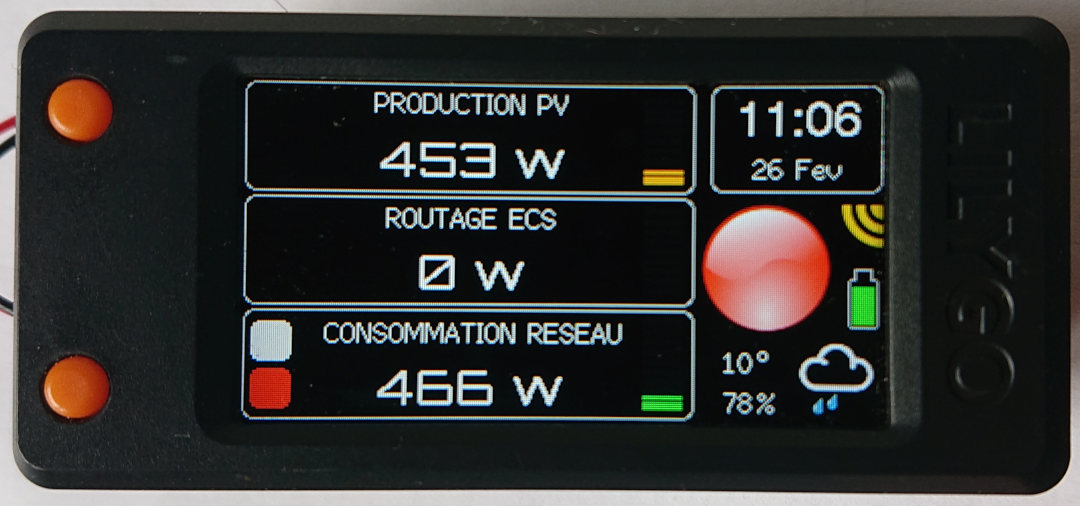 PRODUCTION PV
453 W
ROUTAGE ECS
0 W
CONSOMMATION RESEAU
466 W
11:06
26 Fev
10°
78%
LILYGO